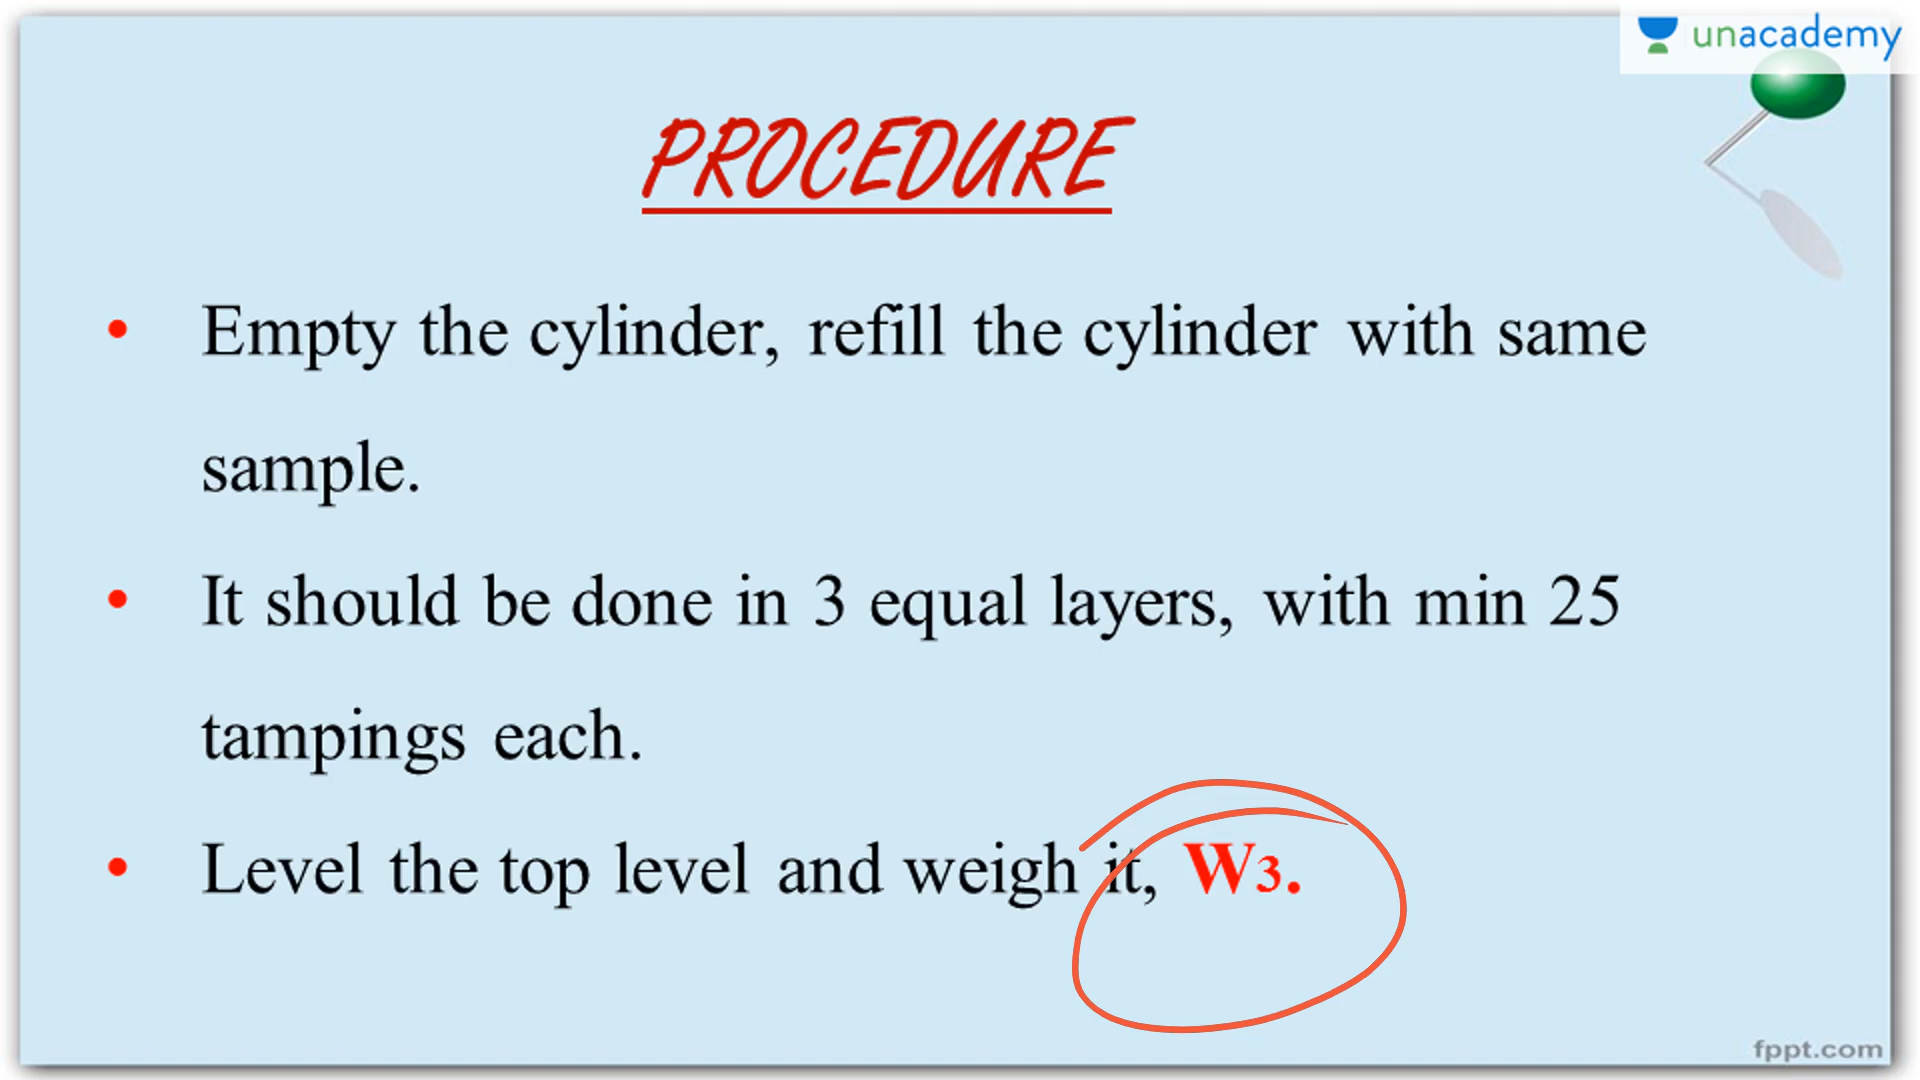 unacademy
PROCEDURE
• Empty the cylinder, refill the cylinder with same
sample.
• It should be done in 3 equal layers, with min 25
tampings each.
• Level the top level and weigh it, W3.
fppt.com